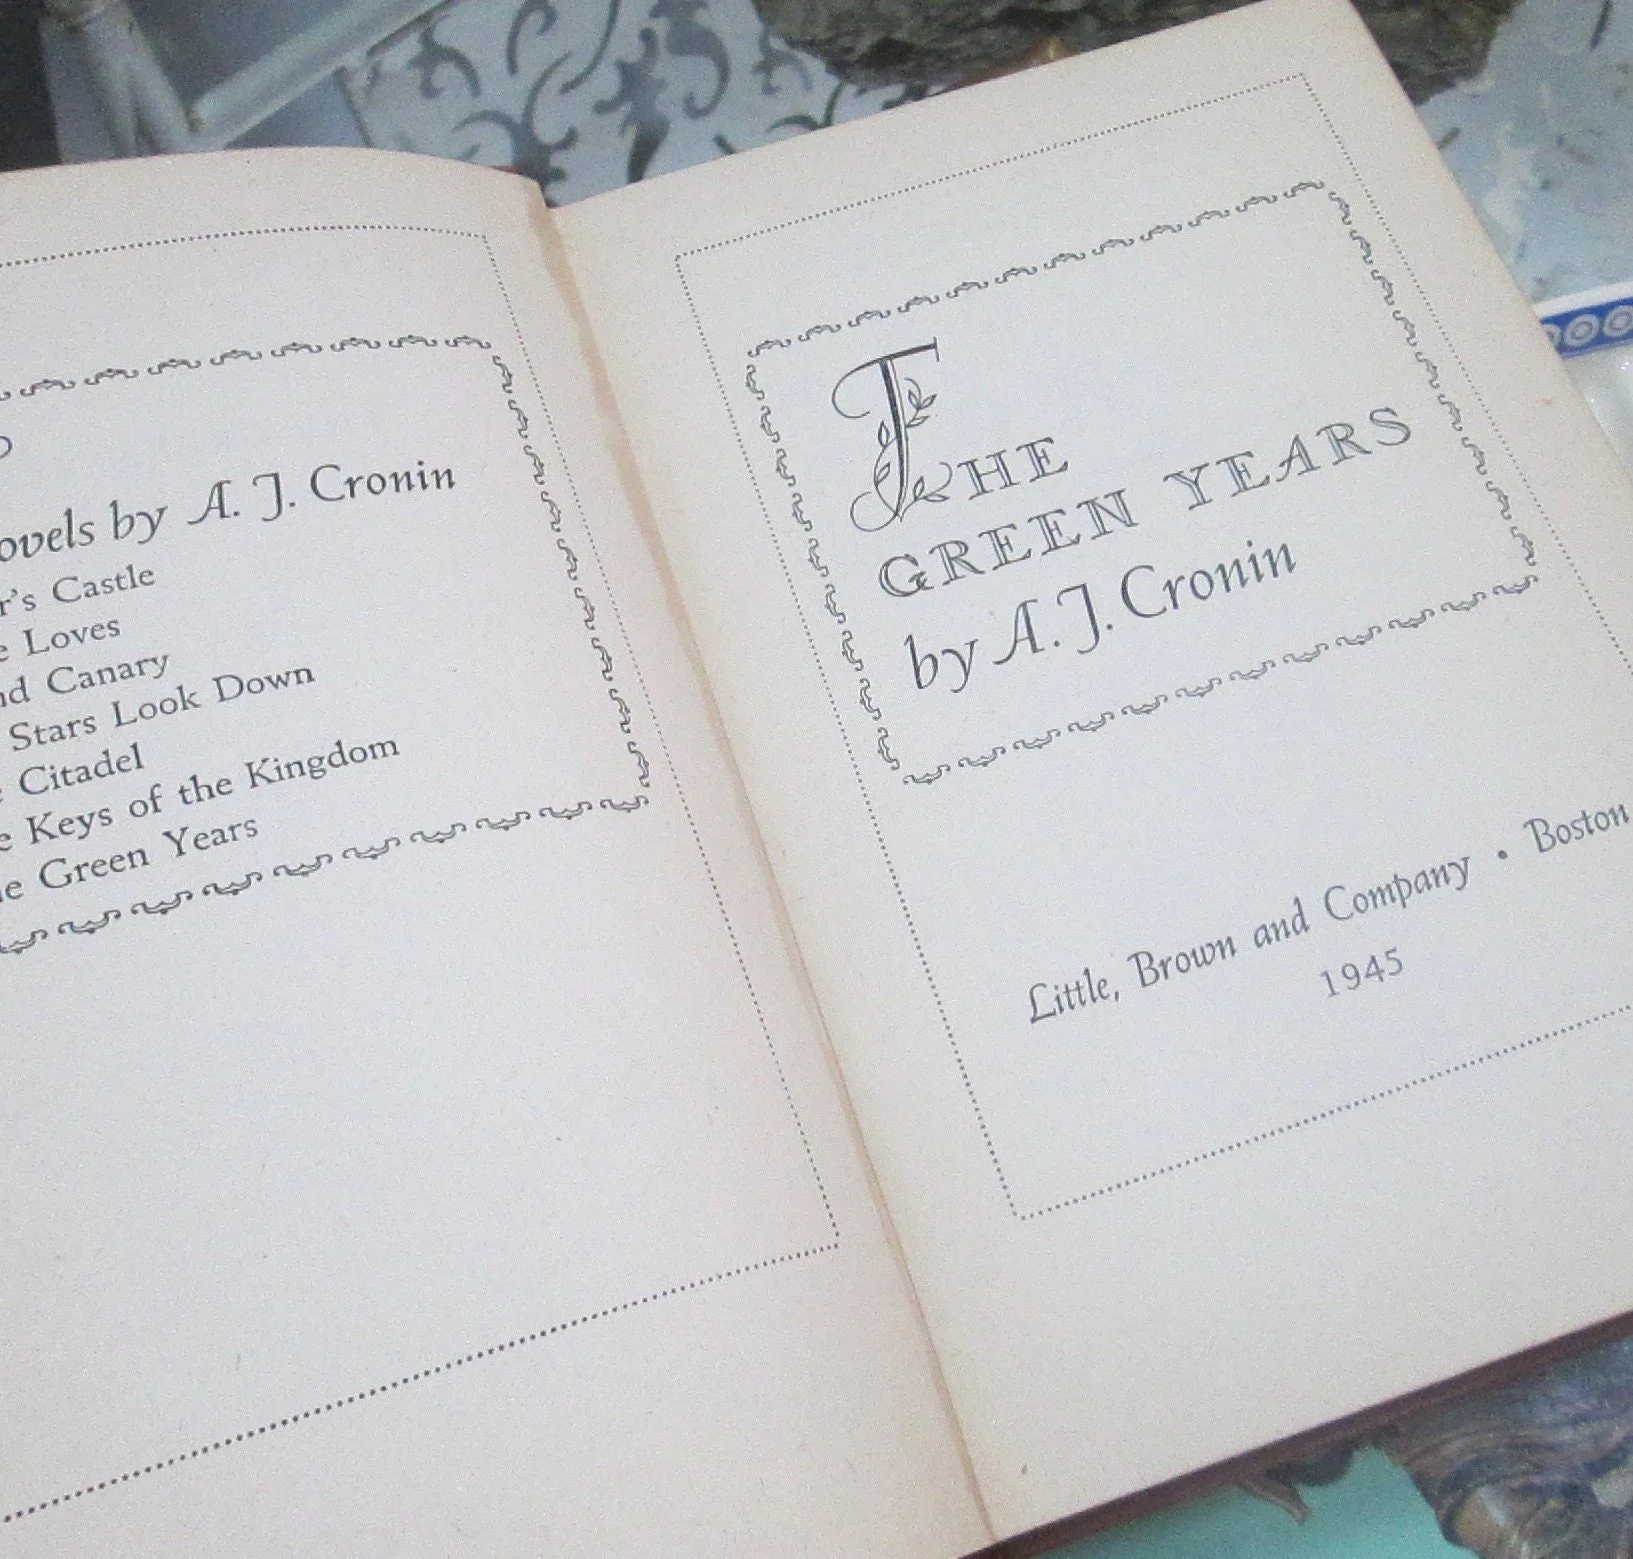 ovels by A. J. Cronin
r's Castle
e Loves
nd Canary
Stars Look Down
e Citadel
e Keys of the Kingdom
e Green Years
THE
GREEN YEARS
by A. J. Cronin
Little, Brown and Company • Boston
1945